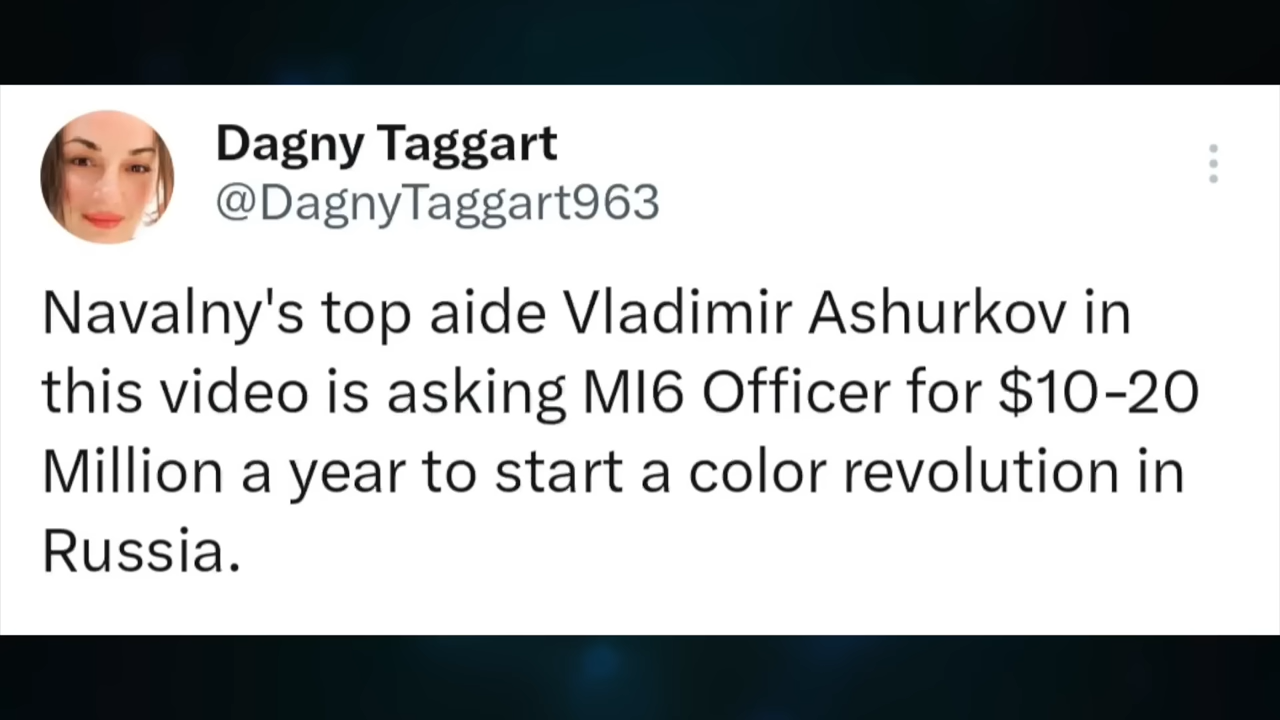 Dagny Taggart
@DagnyTaggart963
Navalny's top aide Vladimir Ashurkov in
this video is asking MI6 Officer for $10-20
Million a year to start a color revolution in
Russia.